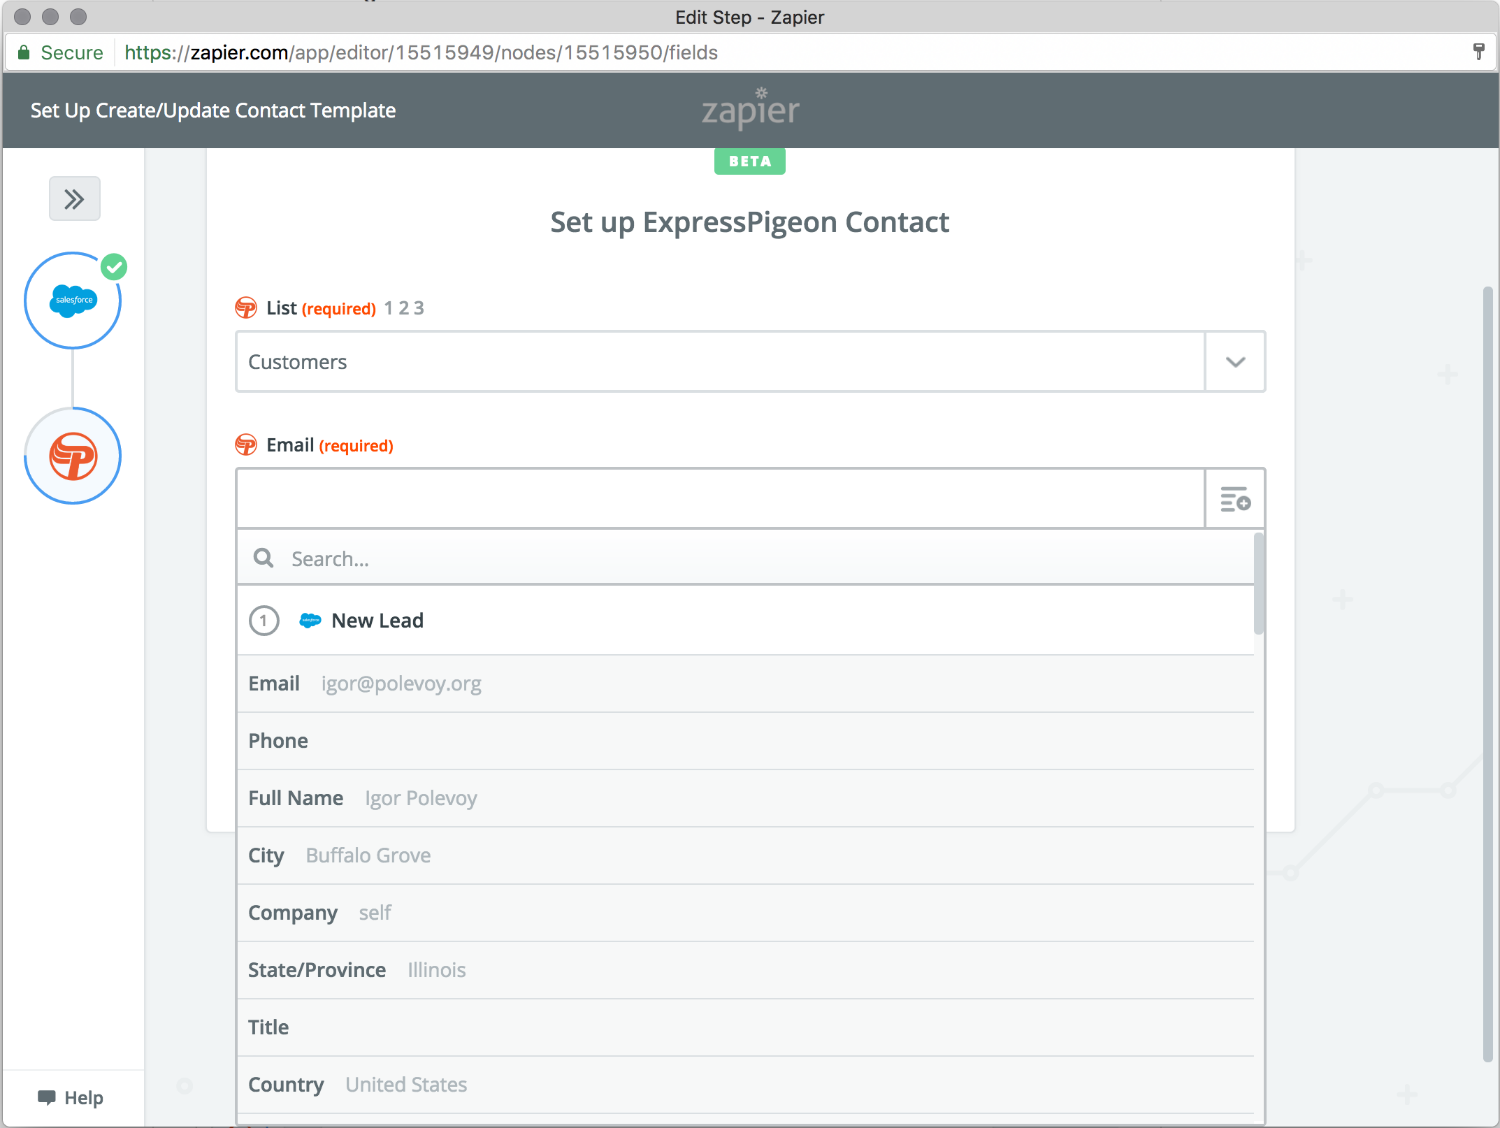 Edit Step - Zapier
Secure https://zapier.com/app/editor/15515949/nodes/15515950/fields
Set Up Create/Update Contact Template
zapier
BETA
Set up ExpressPigeon Contact
salesforce
List (required) 1 2 3
Customers
Email (required)
Search...
1 New Lead
Email igor@polevoy.org
Phone
Full Name Igor Polevoy
City Buffalo Grove
Company self
State/Province Illinois
Title
Country United States
Help